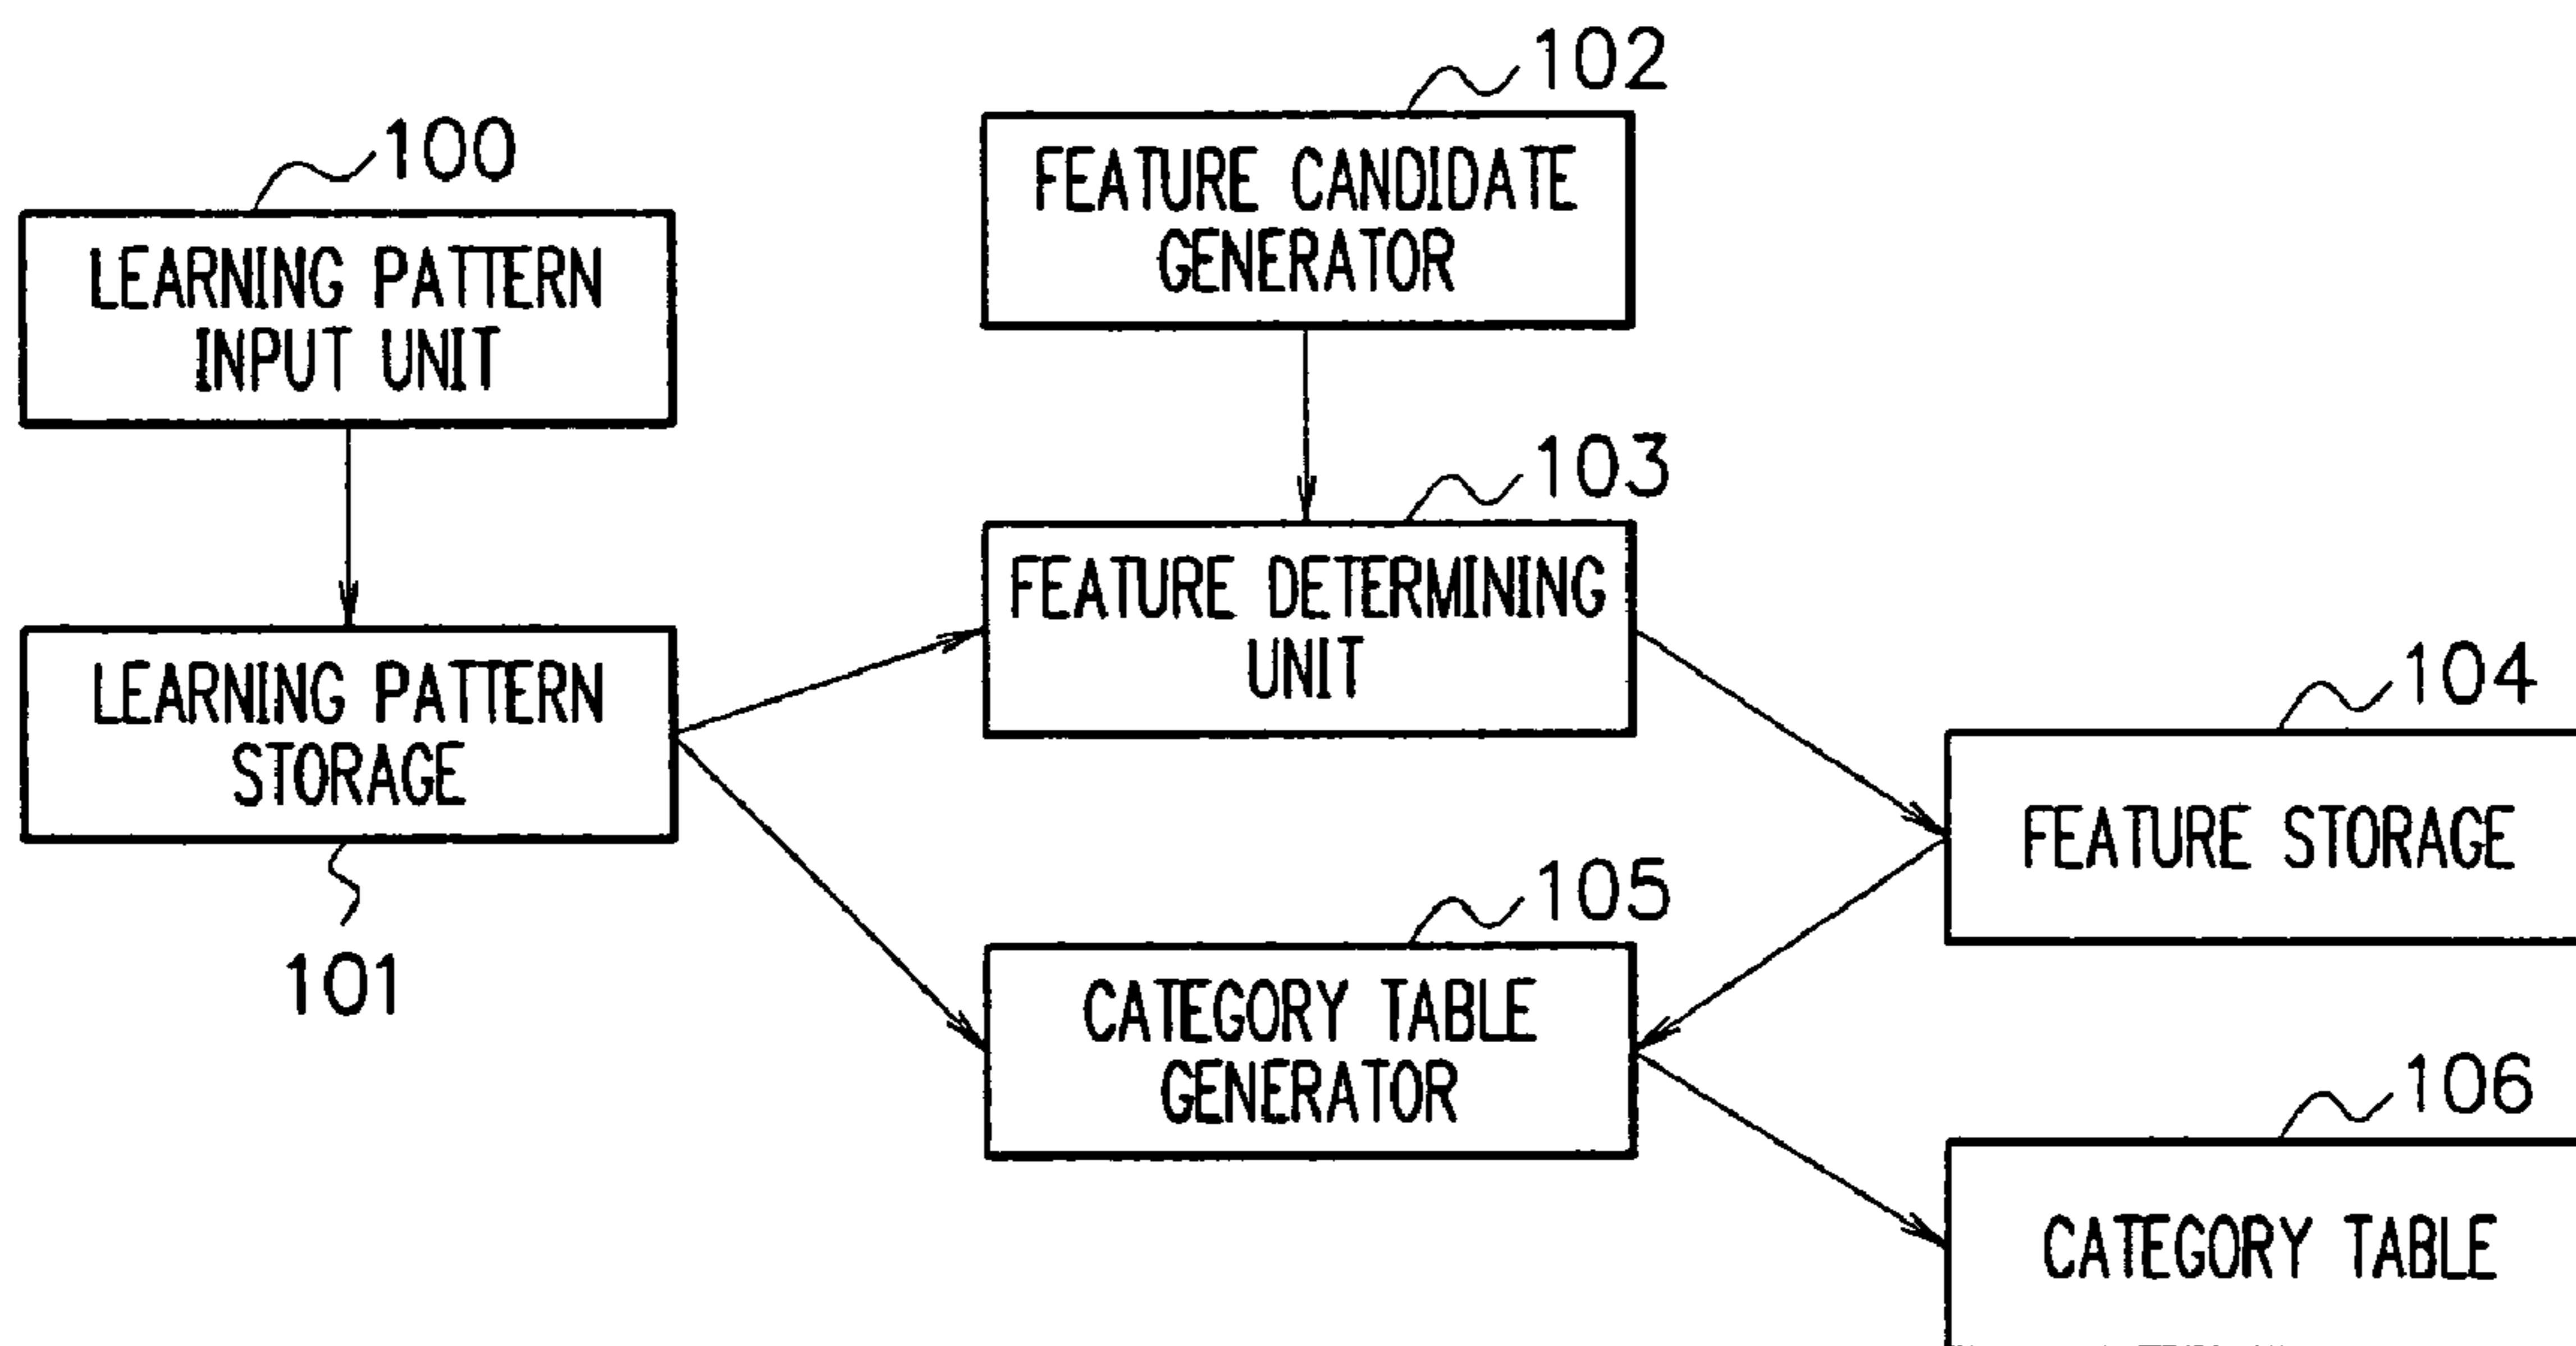 102
100
FEATURE CANDIDATE
GENERATOR
LEARNING PATTERN
INPUT UNIT
103
FEATURE DETERMINING
UNIT
LEARNING PATTERN
STORAGE
104
FEATURE STORAGE
101
105
CATEGORY TABLE
GENERATOR
106
CATEGORY TABLE